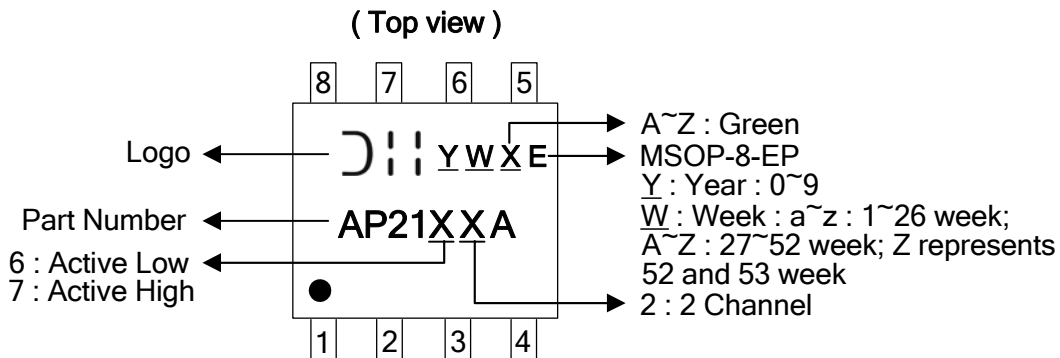 ( Top view )
8 7 6 5
Logo
Y W X E
A~Z : Green
MSOP-8-EP
Y : Year : 0~9
W : Week : a~z : 1~26 week;
A~Z : 27~52 week; Z represents
52 and 53 week
Part Number
AP21XXA
6 : Active Low
7 : Active High
2 : 2 Channel
1 2 3 4